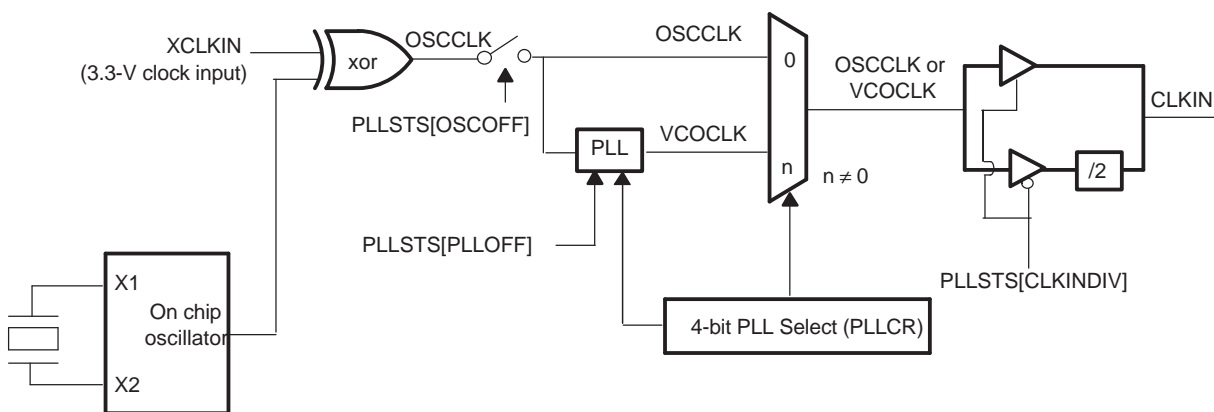 XCLKIN
(3.3-V clock input)
xor
OSCCLK
PLLSTS[OSCOFF]
OSCCLK
0
OSCCLK or
VCOCLK
CLKIN
PLL
VCOCLK
n
n ≠ 0
/2
PLLSTS[PLLOFF]
PLLSTS[CLKINDIV]
X1
On chip
oscillator
X2
4-bit PLL Select (PLLCR)